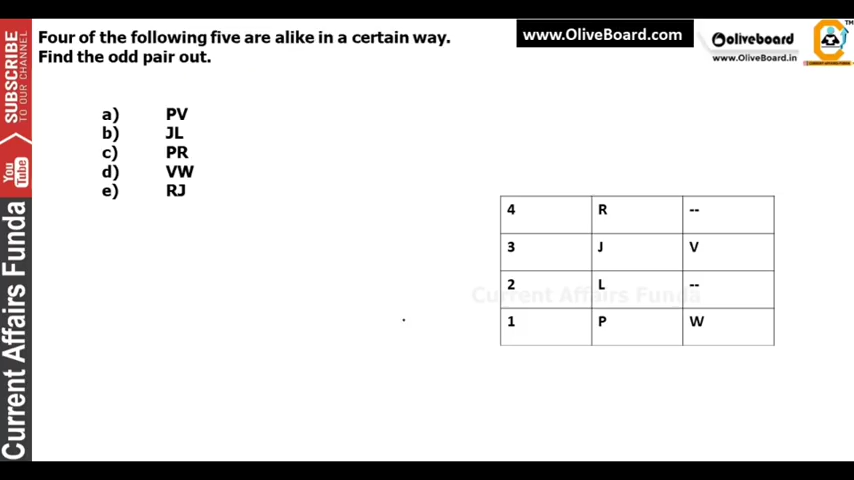 Four of the following five are alike in a certain way.
Find the odd pair out.
www.OliveBoard.com
oliveboard
www.OliveBoard.in
TM
a) PV
b) JL
c) PR
d) VW
e) RJ
4 R --
3 J V
2 L --
1 P W
Current Affairs Funda
SUBSCRIBE
TO OUR CHANNEL
You
Tube
Current Affairs Funda